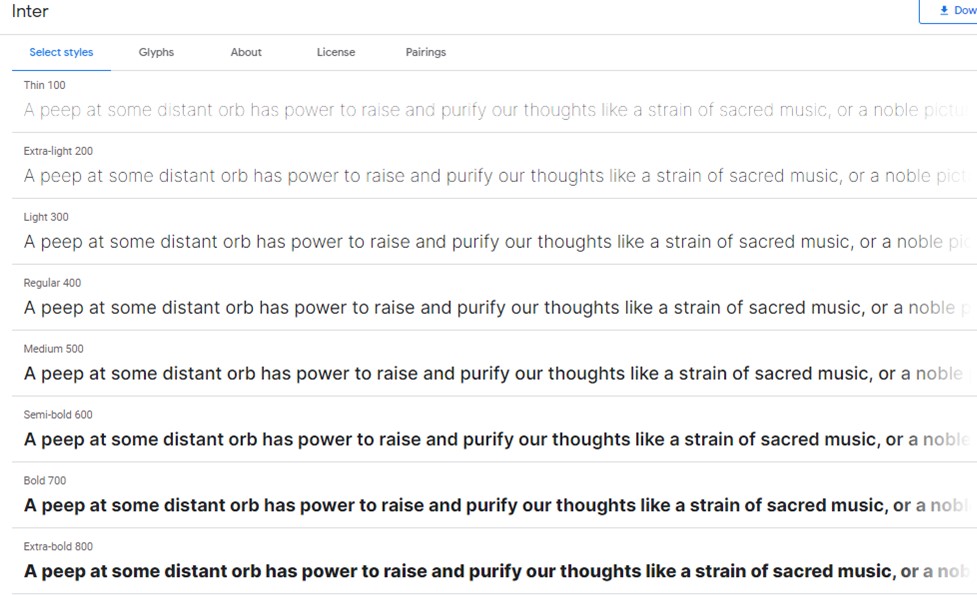 Inter
Dow
Select styles Glyphs About License Pairings
Thin 100
A peep at some distant orb has power to raise and purify our thoughts like a strain of sacred music, or a noble pictu
Extra-light 200
A peep at some distant orb has power to raise and purify our thoughts like a strain of sacred music, or a noble pict
Light 300
A peep at some distant orb has power to raise and purify our thoughts like a strain of sacred music, or a noble pic
Regular 400
A peep at some distant orb has power to raise and purify our thoughts like a strain of sacred music, or a noble p
Medium 500
A peep at some distant orb has power to raise and purify our thoughts like a strain of sacred music, or a noble
Semi-bold 600
A peep at some distant orb has power to raise and purify our thoughts like a strain of sacred music, or a noble
Bold 700
A peep at some distant orb has power to raise and purify our thoughts like a strain of sacred music, or a nobl
Extra-bold 800
A peep at some distant orb has power to raise and purify our thoughts like a strain of sacred music, or a nob